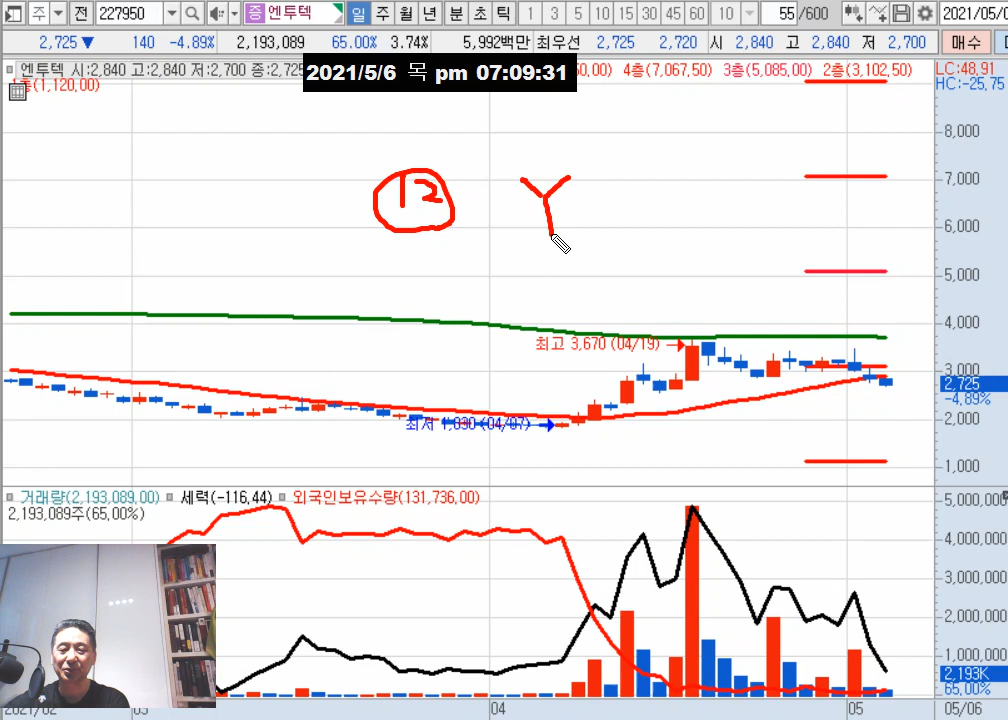 주 전 227950 증 엔투텍 일 주 월 년 분 초 틱 1 3 5 10 15 30 45 60 10 55 /600 2021/05/0
2,725▼ 140 -4.89% 2,193,089 65.00% 3.74% 5,992백만 최우선 2,725 2,720 시 2,840 고 2,840 저 2,700 매수
엔투텍 시:2,840 고:2,840 저:2,700 종:2,725 2021/5/6 목 pm 07:09:31 50.00) 4층(7,067.50) 3층(5,085.00) 2층(3,102.50) LC:48.91
층(1,120.00) HC:-25.75
8,000
12 Y
7,000
6,000
5,000
4,000
최고 3,670 (04/19)
3,000
2,725
-4.89%
최저 1,830 (04/07)
2,000
1,000
거래량(2,193,089.00) 세력(-116.44) 외국인보유수량(131,736.00) 5,000,000
2,193,089주(65.00%)
4,000,000
3,000,000
2,000,000
1,000,000
2,193K
65.00%
2021/02 03 04 05 05/06